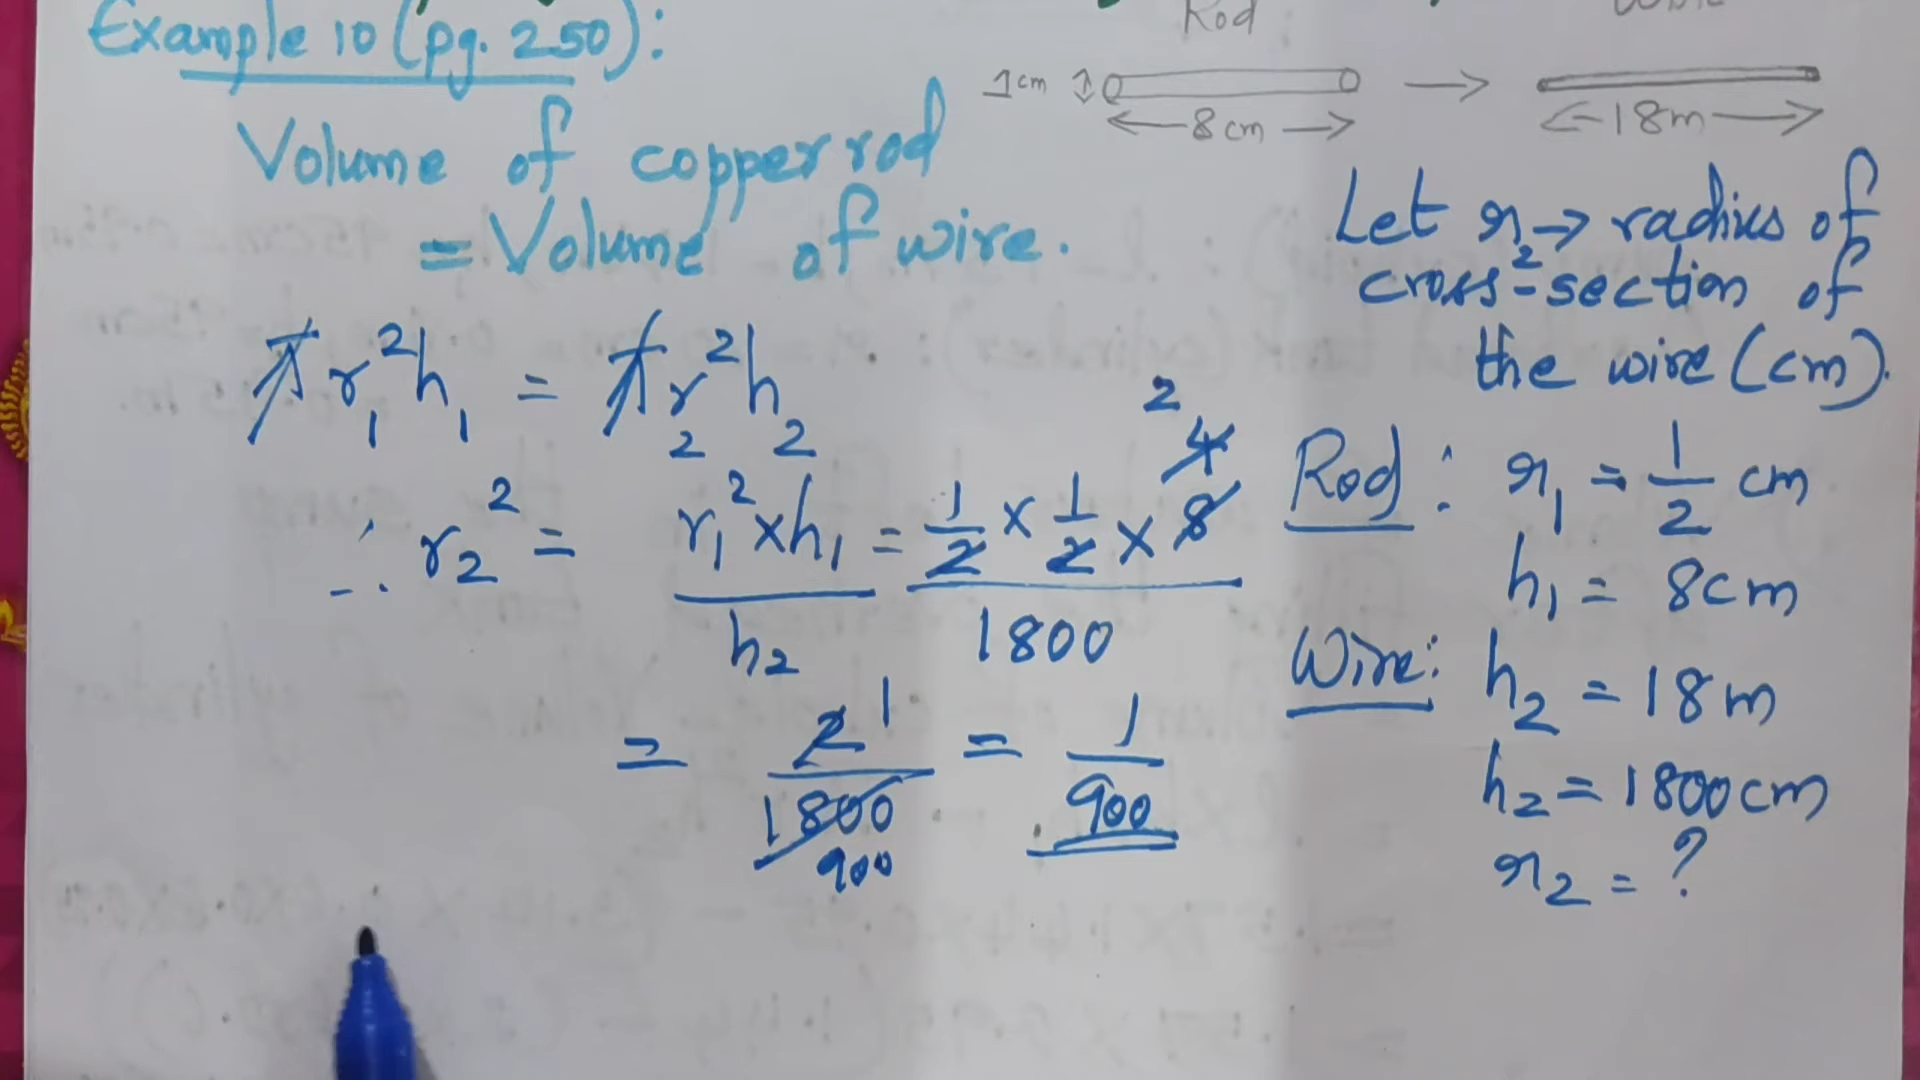 Example 10 (pg. 250):
Rod
1cm
8cm
18m
Volume of copper rod
= Volume of wire.
Let r₂ → radius of
cross-section of
the wire (cm).
πr₁²h₁ = πr₂²h₂
∴ r₂² = r₁² × h₁ / h₂ = 1/2 × 1/2 × 8 4 2 / 1800
= 2 1 / 1800 900 = 1/900
Rod: r₁ = 1/2 cm
h₁ = 8cm
Wire: h₂ = 18m
h₂ = 1800cm
r₂ = ?